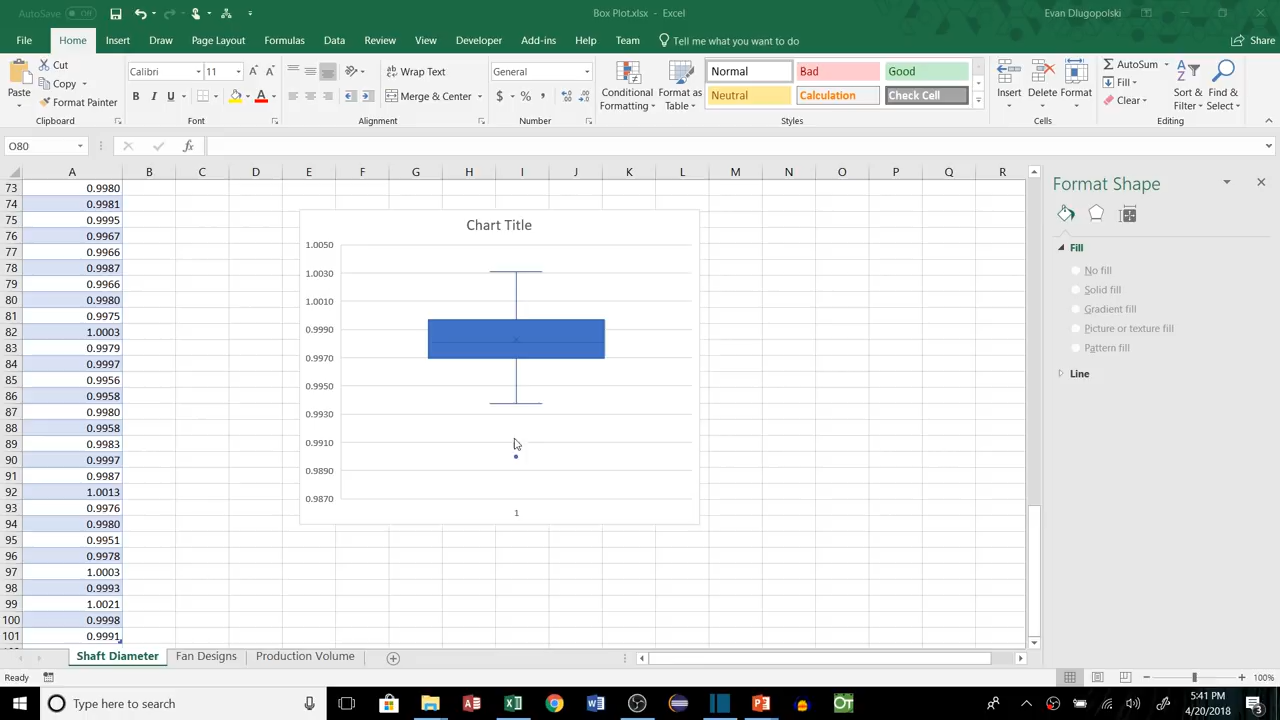 AutoSave Off
Box Plot.xlsx - Excel
Evan Dlugopolski
File Home Insert Draw Page Layout Formulas Data Review View Developer Add-ins Help Team Tell me what you want to do Share
Paste Cut Copy Format Painter
Calibri 11
B I U
Wrap Text
Merge & Center
General
$ % ,
Conditional Formatting
Format as Table
Normal Bad Good
Neutral Calculation Check Cell
Insert Delete Format
AutoSum
Fill
Clear
Sort & Filter
Find & Select
Clipboard Font Alignment Number Styles Cells Editing
O80 fx
A B C D E F G H I J K L M N O P Q R
73 0.9980
74 0.9981
75 0.9995
76 0.9967
77 0.9966
78 0.9987
79 0.9966
80 0.9980
81 0.9975
82 1.0003
83 0.9979
84 0.9997
85 0.9956
86 0.9958
87 0.9980
88 0.9958
89 0.9983
90 0.9997
91 0.9987
92 1.0013
93 0.9976
94 0.9980
95 0.9951
96 0.9978
97 1.0003
98 0.9993
99 1.0021
100 0.9998
101 0.9991
Chart Title
1.0050
1.0030
1.0010
0.9990
0.9970
0.9950
0.9930
0.9910
0.9890
0.9870
1
Format Shape
Fill
No fill
Solid fill
Gradient fill
Picture or texture fill
Pattern fill
Line
Shaft Diameter Fan Designs Production Volume
Ready 100%
Type here to search
5:41 PM
4/20/2018
3